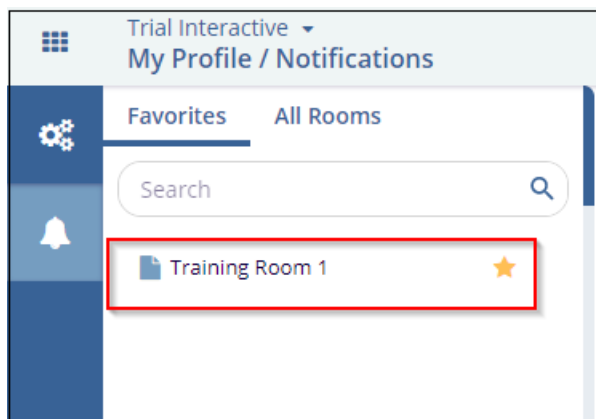 Trial Interactive
My Profile / Notifications
Favorites All Rooms
Search
Training Room 1